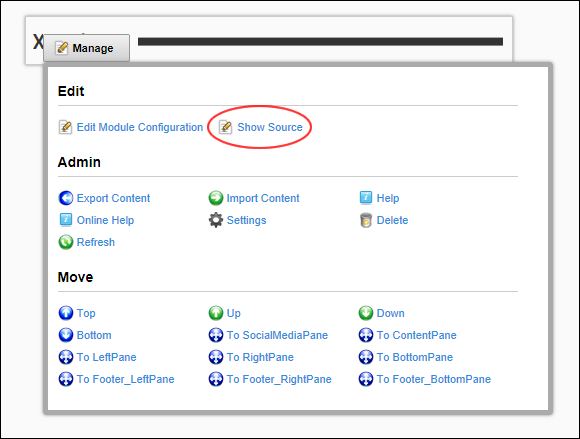 Manage
Edit
Edit Module Configuration Show Source
Admin
Export Content Import Content Help
Online Help Settings Delete
Refresh
Move
Top Up Down
Bottom To SocialMediaPane To ContentPane
To LeftPane To RightPane To BottomPane
To Footer_LeftPane To Footer_RightPane To Footer_BottomPane